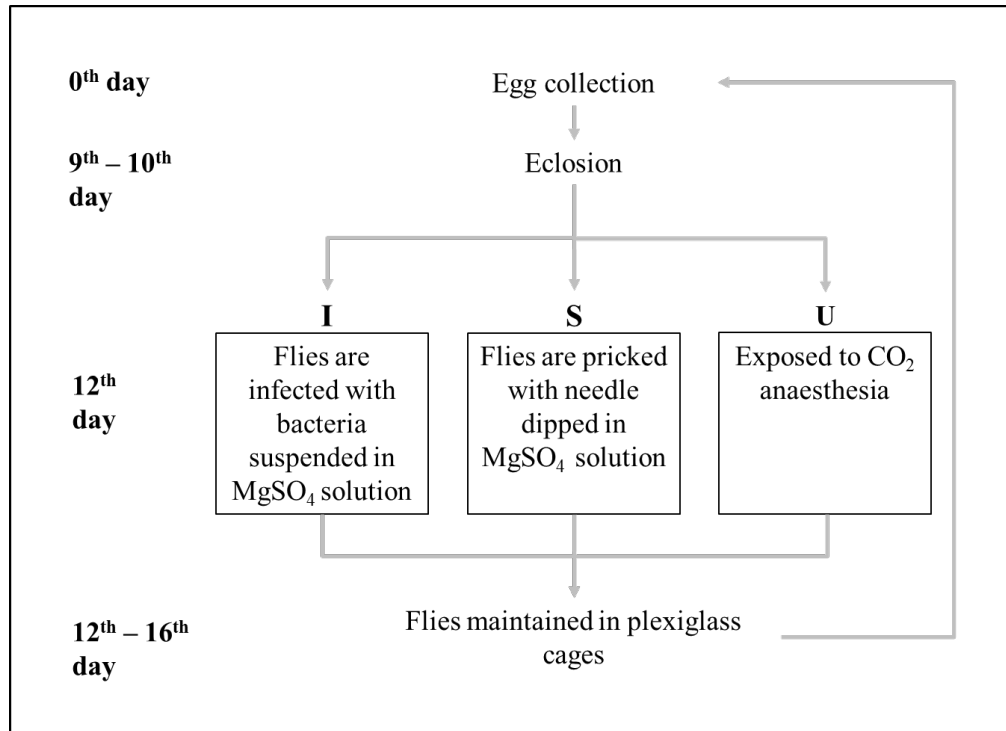 0th day
Egg collection
9th – 10th
day
Eclosion
I
S
U
12th
day
Flies are
infected with
bacteria
suspended in
MgSO4 solution
Flies are pricked
with needle
dipped in
MgSO4 solution
Exposed to CO2
anaesthesia
12th – 16th
day
Flies maintained in plexiglass
cages